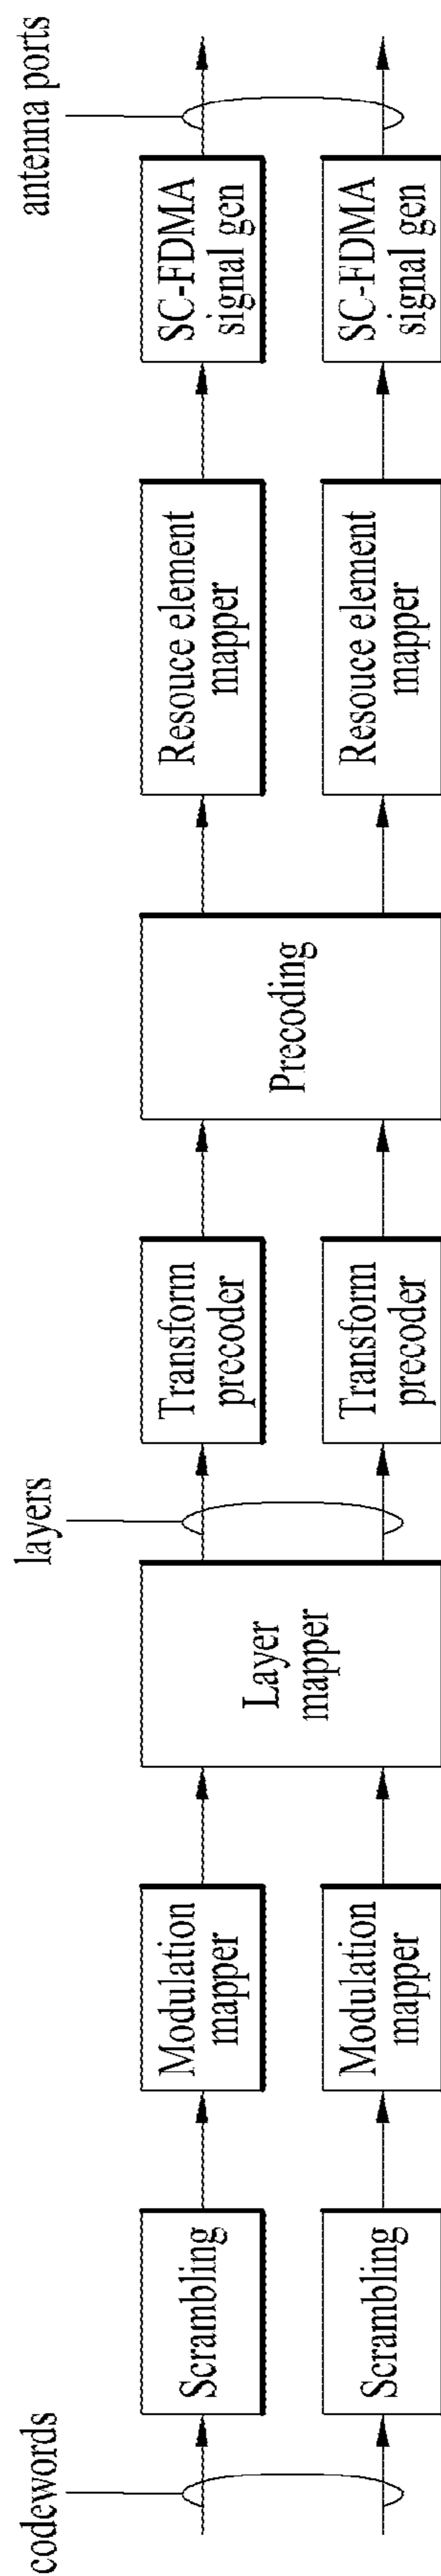 codewords
layers
antenna ports
Scrambling
Modulation
mapper
Layer
mapper
Transform
precoder
Precoding
Resouce element
mapper
SC-FDMA
signal gen
Scrambling
Modulation
mapper
Transform
precoder
Resouce element
mapper
SC-FDMA
signal gen